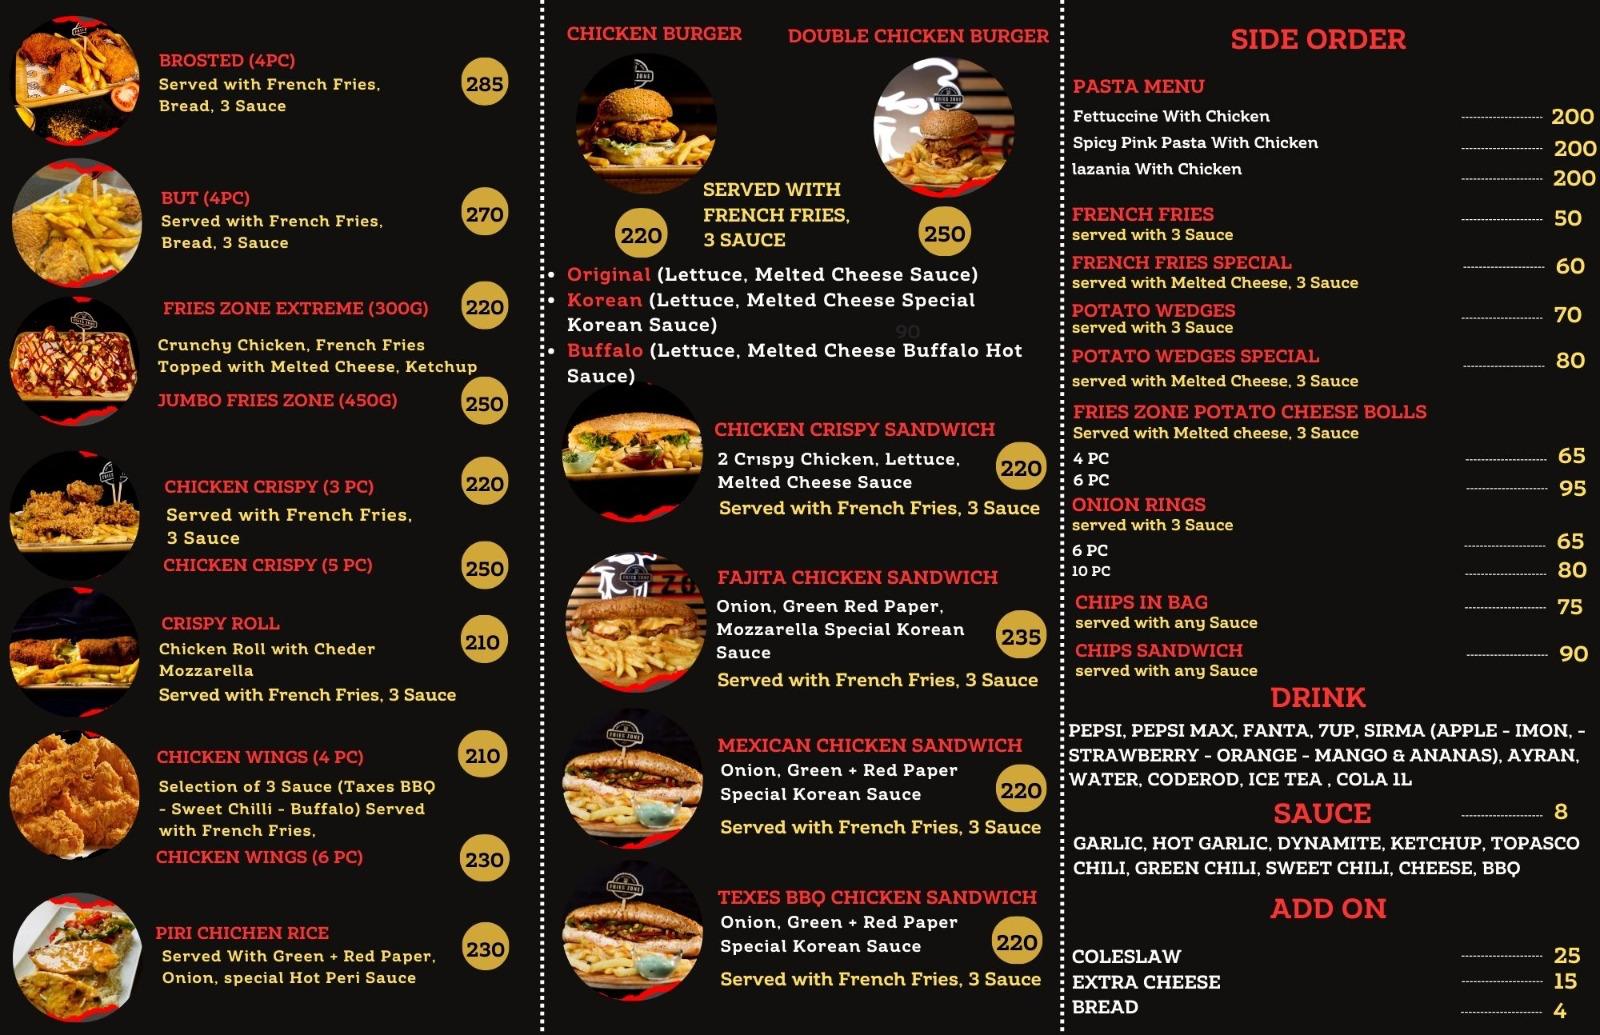 BROSTED (4PC)
Served with French Fries,
Bread, 3 Sauce
285
BUT (4PC)
Served with French Fries,
Bread, 3 Sauce
270
FRIES ZONE EXTREME (300G)
220
Crunchy Chicken, French Fries
Topped with Melted Cheese, Ketchup
JUMBO FRIES ZONE (450G)
250
CHICKEN CRISPY (3 PC)
220
Served with French Fries,
3 Sauce
CHICKEN CRISPY (5 PC)
250
CRISPY ROLL
Chicken Roll with Cheder
Mozzarella
210
Served with French Fries, 3 Sauce
CHICKEN WINGS (4 PC)
210
Selection of 3 Sauce (Taxes BBQ
- Sweet Chilli - Buffalo) Served
with French Fries,
CHICKEN WINGS (6 PC)
230
PIRI CHICHEN RICE
Served With Green + Red Paper,
Onion, special Hot Peri Sauce
230
CHICKEN BURGER
DOUBLE CHICKEN BURGER
SERVED WITH
FRENCH FRIES,
3 SAUCE
220
250
• Original (Lettuce, Melted Cheese Sauce)
• Korean (Lettuce, Melted Cheese Special
Korean Sauce)
90
• Buffalo (Lettuce, Melted Cheese Buffalo Hot
Sauce)
CHICKEN CRISPY SANDWICH
2 Crıspy Chicken, Lettuce,
Melted Cheese Sauce
220
Served with French Fries, 3 Sauce
FAJITA CHICKEN SANDWICH
Onion, Green Red Paper,
Mozzarella Special Korean
Sauce
235
Served with French Fries, 3 Sauce
MEXICAN CHICKEN SANDWICH
Onion, Green + Red Paper
Special Korean Sauce
220
Served with French Fries, 3 Sauce
FRIES ZONE
TEXES BBQ CHICKEN SANDWICH
Onion, Green + Red Paper
Special Korean Sauce
220
Served with French Fries, 3 Sauce
FRIES ZONE
SIDE ORDER
PASTA MENU
Fettuccine With Chicken 200
Spicy Pink Pasta With Chicken 200
lazania With Chicken 200
FRENCH FRIES 50
served with 3 Sauce
FRENCH FRIES SPECIAL 60
served with Melted Cheese, 3 Sauce
POTATO WEDGES 70
served with 3 Sauce
POTATO WEDGES SPECIAL 80
served with Melted Cheese, 3 Sauce
FRIES ZONE POTATO CHEESE BOLLS
Served with Melted cheese, 3 Sauce
4 PC 65
6 PC 95
ONION RINGS
served with 3 Sauce
6 PC 65
10 PC 80
CHIPS IN BAG 75
served with any Sauce
CHIPS SANDWICH 90
served with any Sauce
DRINK
PEPSI, PEPSI MAX, FANTA, 7UP, SIRMA (APPLE - IMON, -
STRAWBERRY - ORANGE - MANGO & ANANAS), AYRAN,
WATER, CODEROD, ICE TEA , COLA 1L
SAUCE 8
GARLIC, HOT GARLIC, DYNAMITE, KETCHUP, TOPASCO
CHILI, GREEN CHILI, SWEET CHILI, CHEESE, BBQ
ADD ON
COLESLAW 25
EXTRA CHEESE 15
BREAD 4